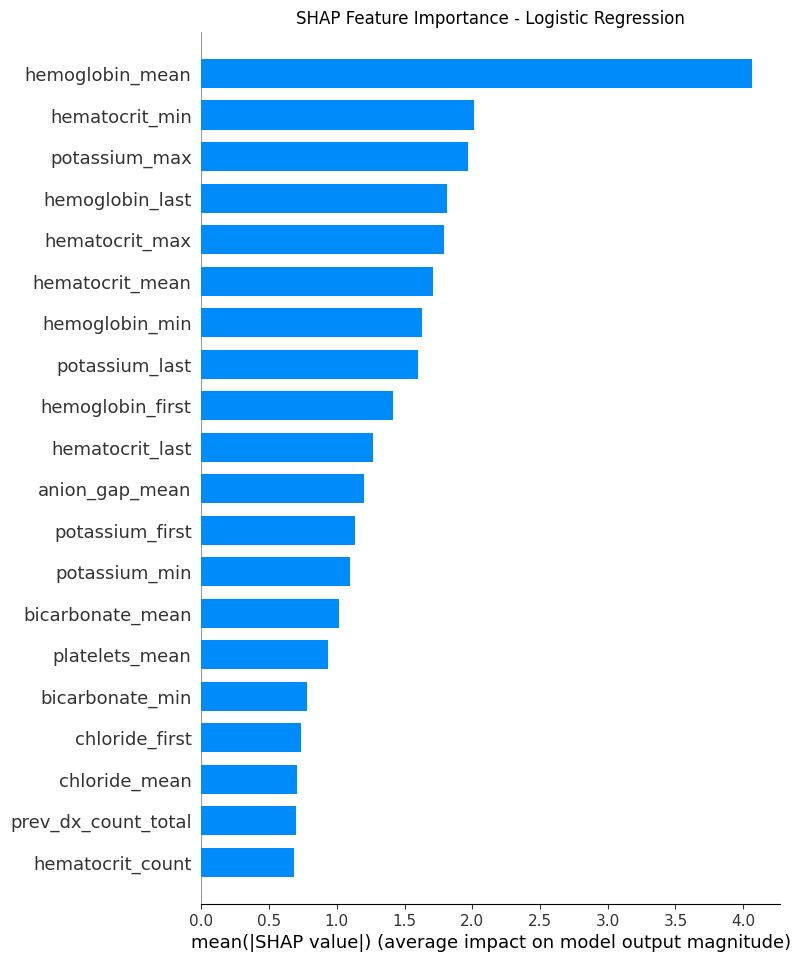 SHAP Feature Importance - Logistic Regression
hemoglobin_mean
hematocrit_min
potassium_max
hemoglobin_last
hematocrit_max
hematocrit_mean
hemoglobin_min
potassium_last
hemoglobin_first
hematocrit_last
anion_gap_mean
potassium_first
potassium_min
bicarbonate_mean
platelets_mean
bicarbonate_min
chloride_first
chloride_mean
prev_dx_count_total
hematocrit_count
0.0 0.5 1.0 1.5 2.0 2.5 3.0 3.5 4.0
mean(|SHAP value|) (average impact on model output magnitude)